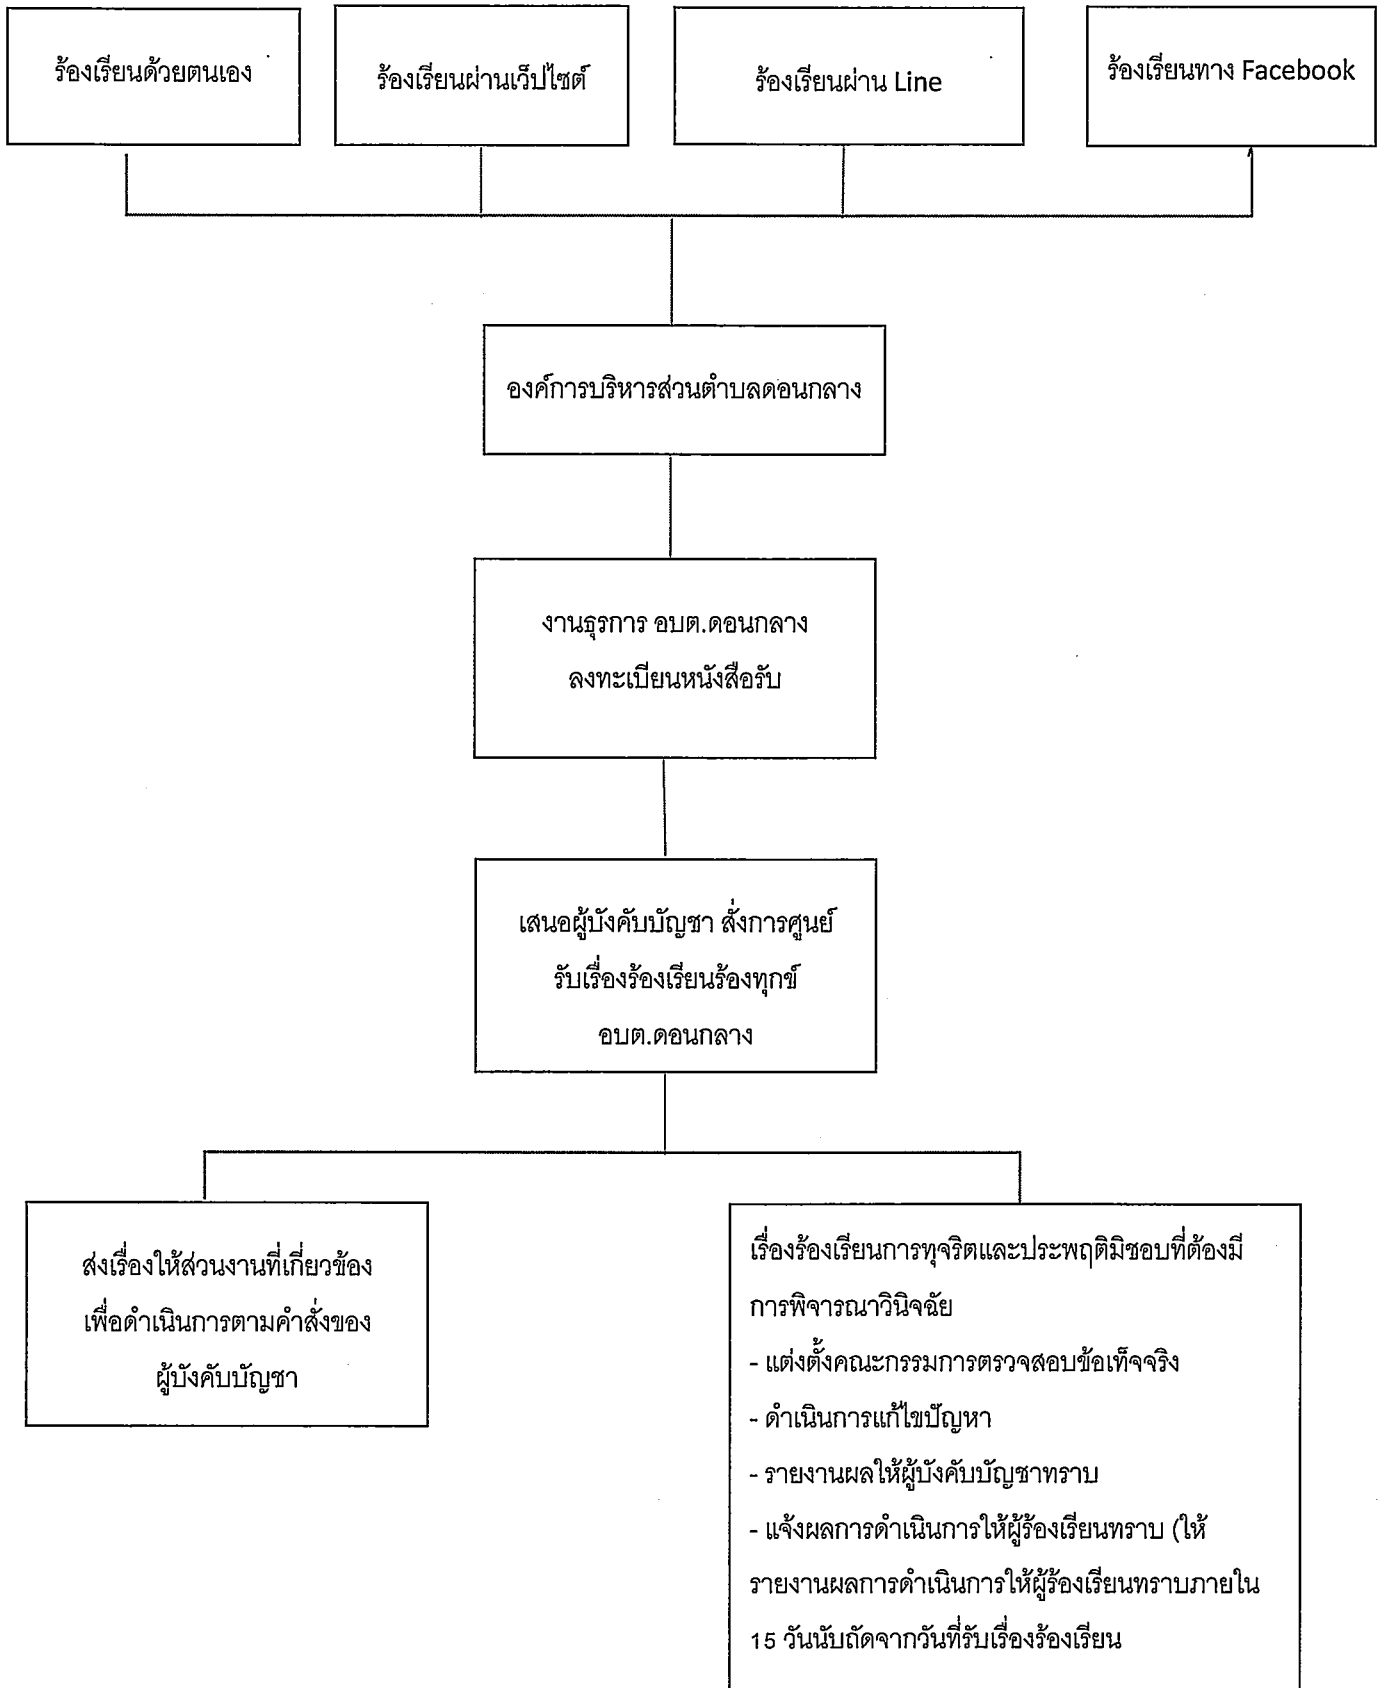 ร้องเรียนด้วยตนเอง
ร้องเรียนผ่านเว็ปไซต์
ร้องเรียนผ่าน Line
ร้องเรียนทาง Facebook
องค์การบริหารส่วนตำบลดอนกลาง
งานธุรการ อบต.ดอนกลาง
ลงทะเบียนหนังสือรับ
เสนอผู้บังคับบัญชา สั่งการศูนย์
รับเรื่องร้องเรียนร้องทุกข์
อบต.ดอนกลาง
ส่งเรื่องให้ส่วนงานที่เกี่ยวข้อง
เพื่อดำเนินการตามคำสั่งของ
ผู้บังคับบัญชา
เรื่องร้องเรียนการทุจริตและประพฤติมิชอบที่ต้องมี
การพิจารณาวินิจฉัย
- แต่งตั้งคณะกรรมการตรวจสอบข้อเท็จจริง
- ดำเนินการแก้ไขปัญหา
- รายงานผลให้ผู้บังคับบัญชาทราบ
- แจ้งผลการดำเนินการให้ผู้ร้องเรียนทราบ (ให้
รายงานผลการดำเนินการให้ผู้ร้องเรียนทราบภายใน
15 วันนับถัดจากวันที่รับเรื่องร้องเรียน